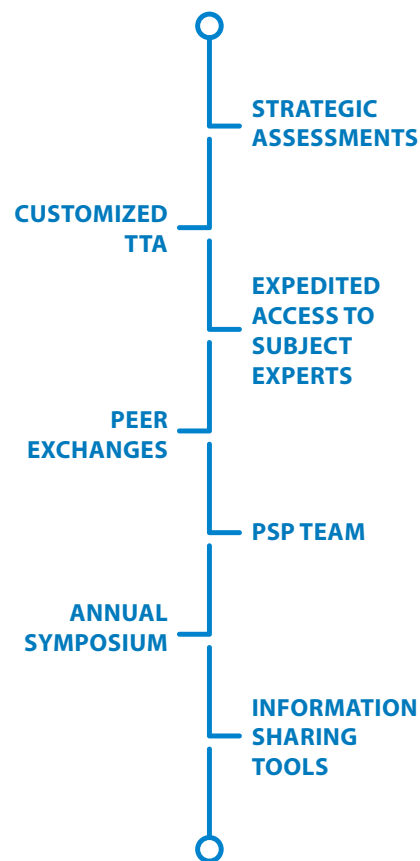 STRATEGIC
ASSESSMENTS
CUSTOMIZED
TTA
EXPEDITED
ACCESS TO
SUBJECT
EXPERTS
PEER
EXCHANGES
PSP TEAM
ANNUAL
SYMPOSIUM
INFORMATION
SHARING
TOOLS